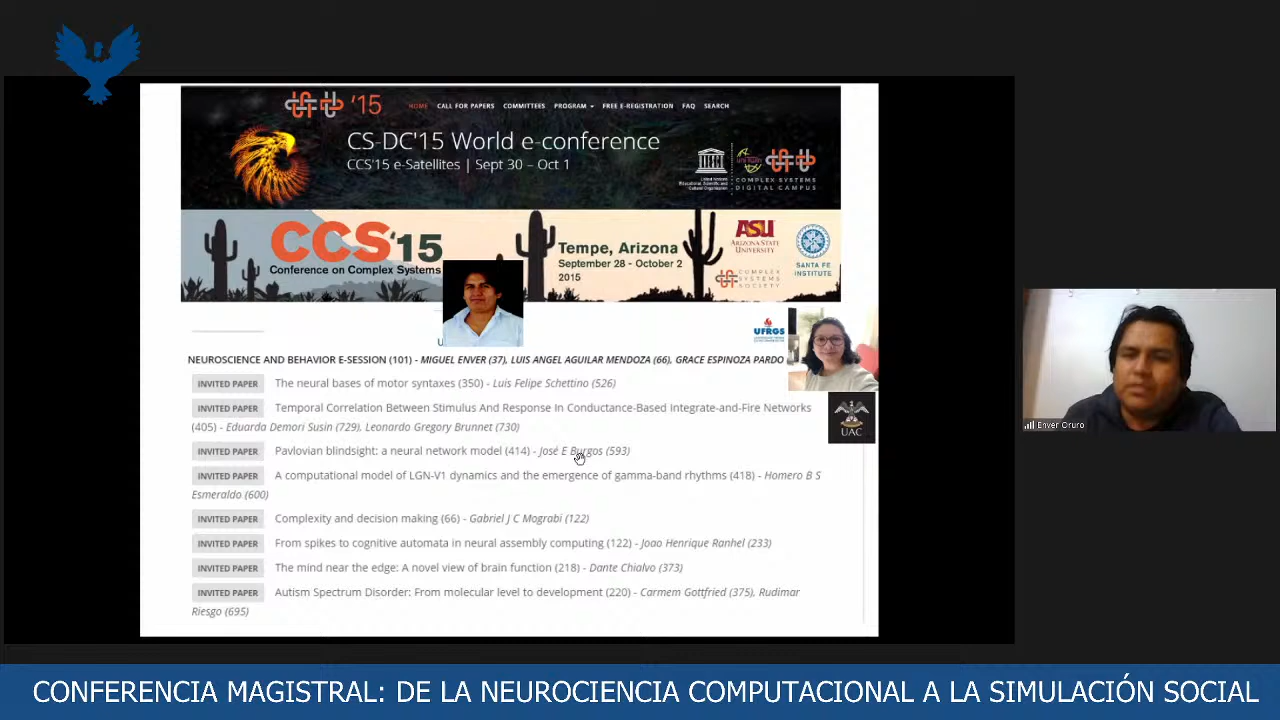 '15 HOME CALL FOR PAPERS COMMITTEES PROGRAM FREE E-REGISTRATION FAQ SEARCH
CS-DC'15 World e-conference
CCS'15 e-Satellites | Sept 30 – Oct 1
United Nations
Educational, Scientific and
Cultural Organization
COMPLEX SYSTEMS
DIGITAL CAMPUS
CCS'15
Conference on Complex Systems
Tempe, Arizona
September 28 - October 2
2015
ASU
ARIZONA STATE
UNIVERSITY
SANTA FE
INSTITUTE
COMPLEX
SYSTEMS
SOCIETY
UFRGS
NEUROSCIENCE AND BEHAVIOR E-SESSION (101) - MIGUEL ENVER (37), LUIS ANGEL AGUILAR MENDOZA (66), GRACE ESPINOZA PARDO
INVITED PAPER The neural bases of motor syntaxes (350) - Luis Felipe Schettino (526)
INVITED PAPER Temporal Correlation Between Stimulus And Response In Conductance-Based Integrate-and-Fire Networks
(405) - Eduarda Demori Susin (729), Leonardo Gregory Brunnet (730)
INVITED PAPER Pavlovian blindsight: a neural network model (414) - José E Burgos (593)
INVITED PAPER A computational model of LGN-V1 dynamics and the emergence of gamma-band rhythms (418) - Homero B S
Esmeraldo (600)
INVITED PAPER Complexity and decision making (66) - Gabriel J C Mograbi (122)
INVITED PAPER From spikes to cognitive automata in neural assembly computing (122) - Joao Henrique Ranhel (233)
INVITED PAPER The mind near the edge: A novel view of brain function (218) - Dante Chialvo (373)
INVITED PAPER Autism Spectrum Disorder: From molecular level to development (220) - Carmem Gottfried (375), Rudimar
Riesgo (695)
UAC
Enver Oruro
CONFERENCIA MAGISTRAL: DE LA NEUROCIENCIA COMPUTACIONAL A LA SIMULACIÓN SOCIAL